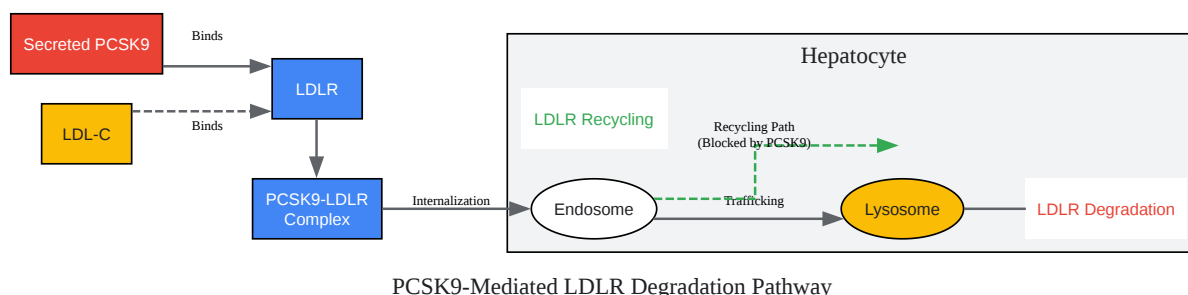 Secreted PCSK9
Binds
LDLR
LDL-C
Binds
PCSK9-LDLR
Complex
Internalization
Hepatocyte
LDLR Recycling
Recycling Path
(Blocked by PCSK9)
Endosome
Trafficking
Lysosome
LDLR Degradation
PCSK9-Mediated LDLR Degradation Pathway